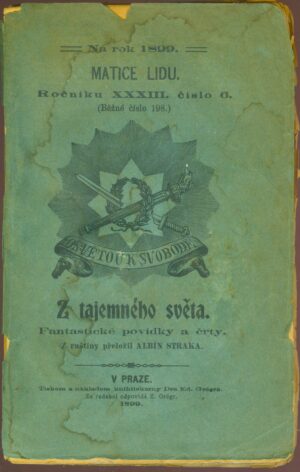 Na rok 1899.
MATICE LIDU.
Ročníku XXXIII. číslo 6.
(Běžné číslo 198.)
OSVĚTOU K SVOBODĚ
Z tajemného světa.
Fantastické povídky a črty.
Z ruštiny přeložil ALBÍN STRAKA.
V PRAZE.
Tiskem a nákladem knihtiskárny Dra Ed. Grégra.
Za redakci odpovídá E. Grégr.
1899.